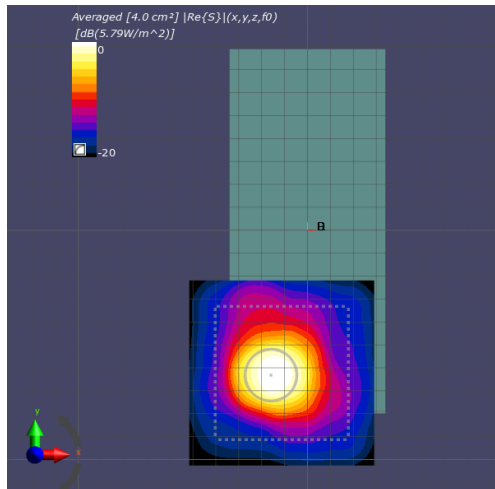 Averaged [4.0 cm²] |Re{S}|(x,y,z,f0)
[dB(5.79W/m^2)]
0
-20
y
x